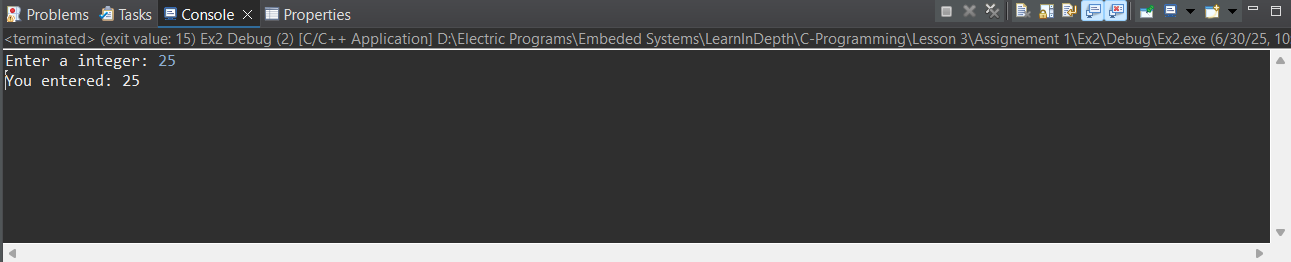 Problems Tasks Console Properties
<terminated> (exit value: 15) Ex2 Debug (2) [C/C++ Application] D:\Electric Programs\Embeded Systems\LearnInDepth\C-Programming\Lesson 3\Assignement 1\Ex2\Debug\Ex2.exe (6/30/25, 10
Enter a integer: 25
You entered: 25